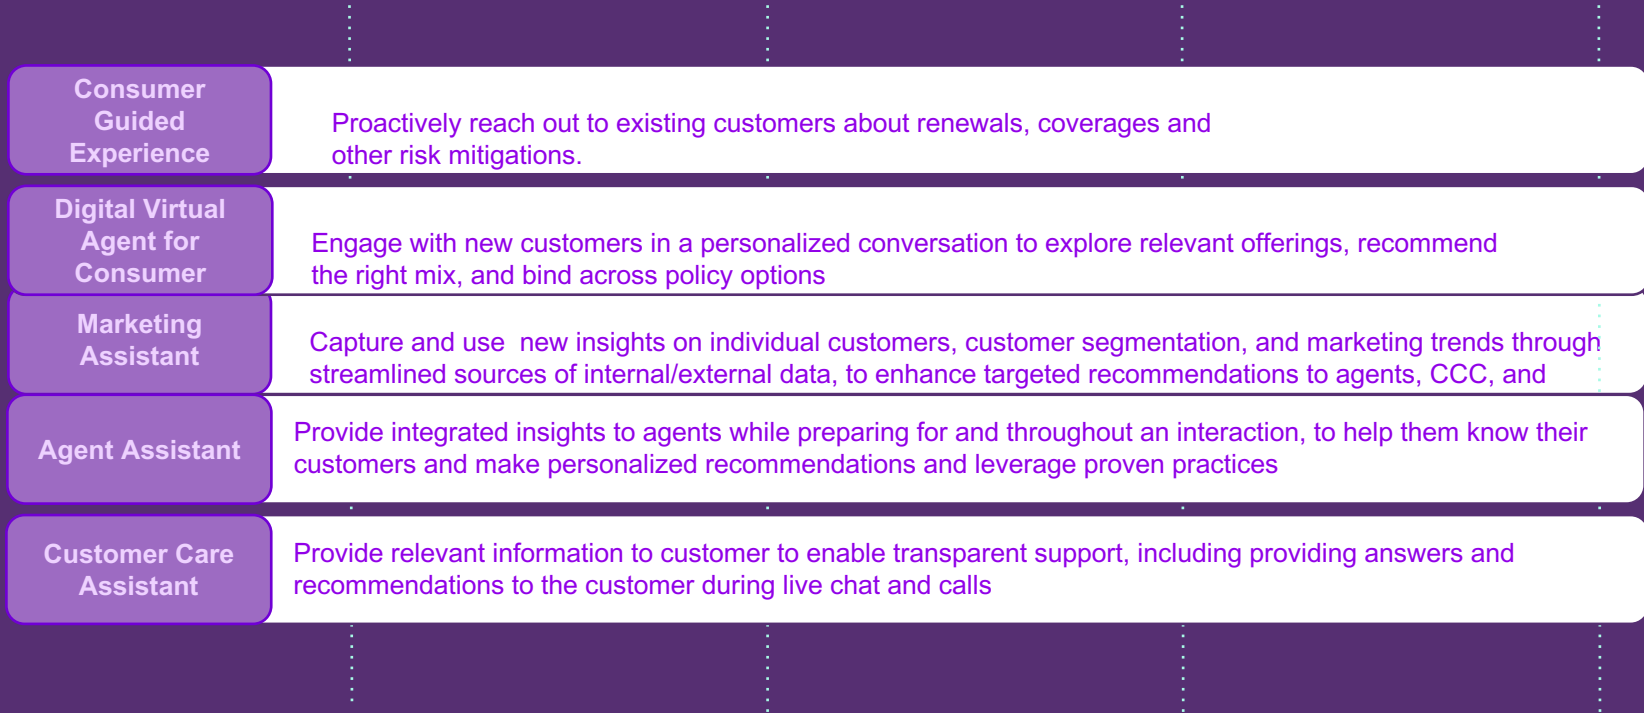 Consumer
Guided
Experience
Proactively reach out to existing customers about renewals, coverages and
other risk mitigations.
Digital Virtual
Agent for
Consumer
Engage with new customers in a personalized conversation to explore relevant offerings, recommend
the right mix, and bind across policy options
Marketing
Assistant
Capture and use  new insights on individual customers, customer segmentation, and marketing trends through
streamlined sources of internal/external data, to enhance targeted recommendations to agents, CCC, and
Agent Assistant
Provide integrated insights to agents while preparing for and throughout an interaction, to help them know their
customers and make personalized recommendations and leverage proven practices
Customer Care
Assistant
Provide relevant information to customer to enable transparent support, including providing answers and
recommendations to the customer during live chat and calls